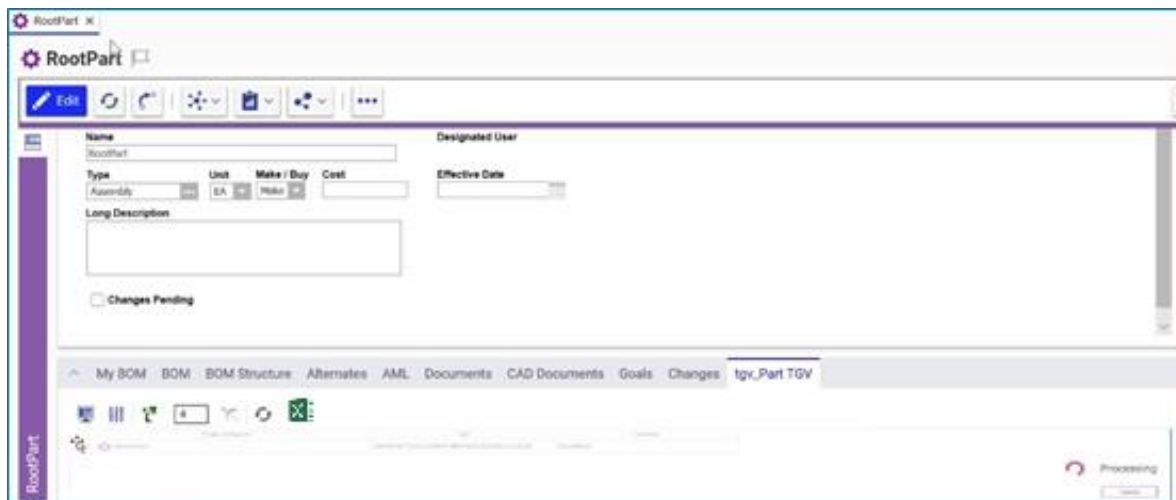 RootPart ×
RootPart
Edit
Name
RootPart
Designated User
Type
Unit
Make / Buy
Cost
Effective Date
Assembly
EA
Make
Long Description
Changes Pending
My BOM BOM BOM Structure Alternates AML Documents CAD Documents Goals Changes tgv_Part TGV
RootPart
Processing